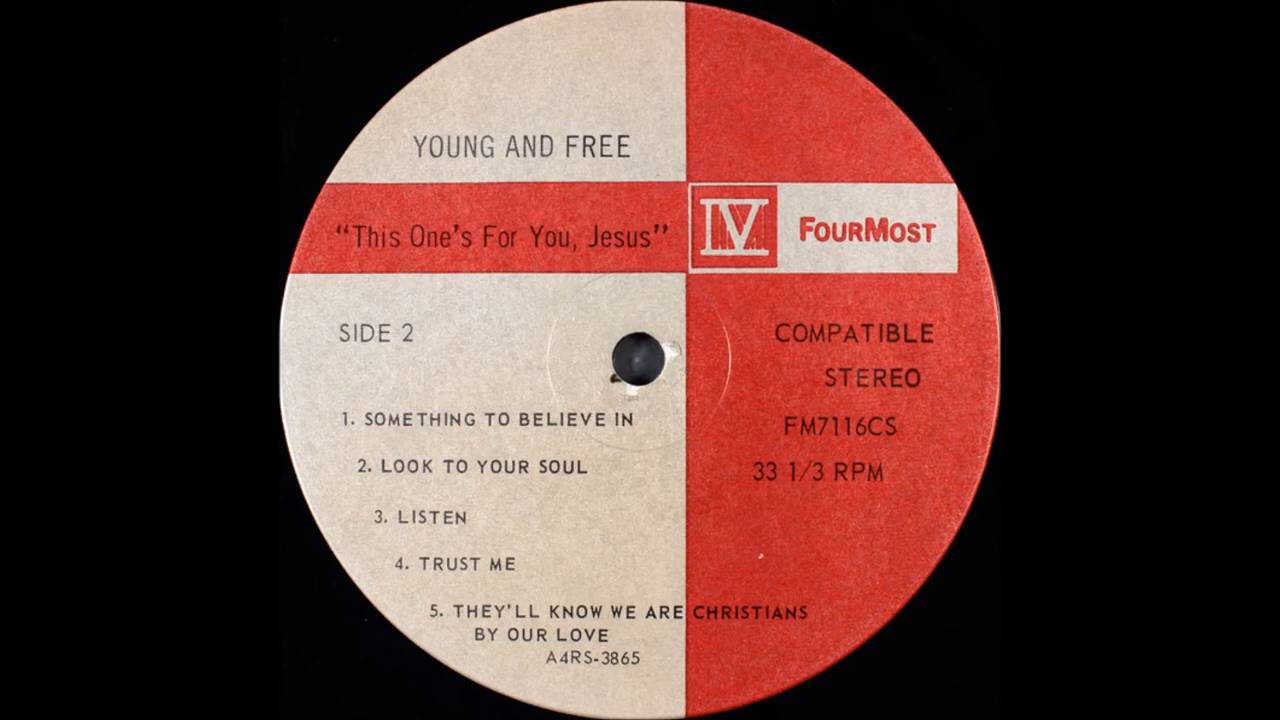 YOUNG AND FREE
"This One's For You, Jesus"
IV FOURMOST
SIDE 2
COMPATIBLE
STEREO
FM7116CS
33 1/3 RPM
1. SOMETHING TO BELIEVE IN
2. LOOK TO YOUR SOUL
3. LISTEN
4. TRUST ME
5. THEY'LL KNOW WE ARE CHRISTIANS
BY OUR LOVE
A4RS-3865